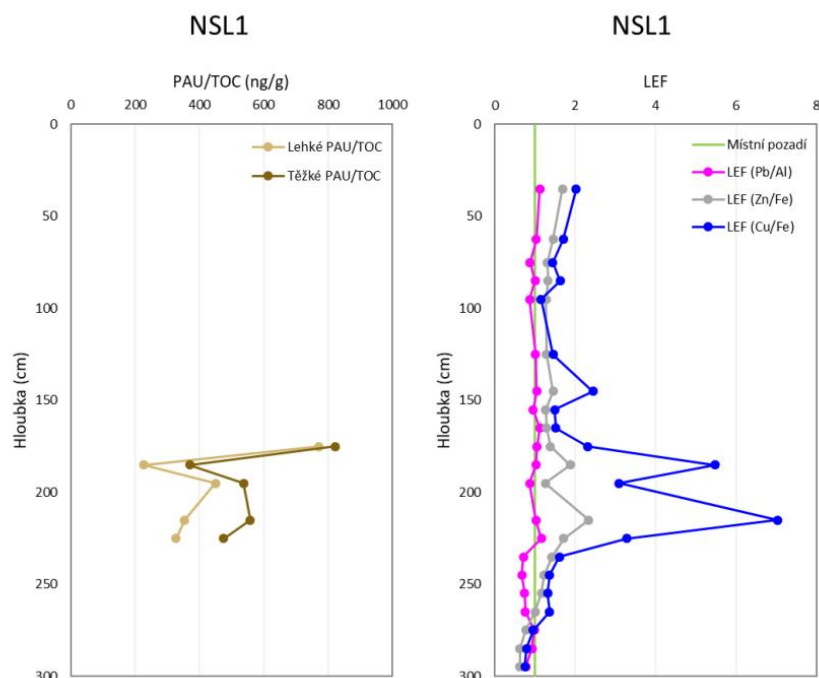 NSL1
PAU/TOC (ng/g)
0 200 400 600 800 1000
0
50
100
150
200
250
300
Hloubka (cm)
Lehké PAU/TOC
Těžké PAU/TOC
NSL1
LEF
0 2 4 6 8
0
50
100
150
200
250
300
Hloubka (cm)
Místní pozadí
LEF (Pb/Al)
LEF (Zn/Fe)
LEF (Cu/Fe)